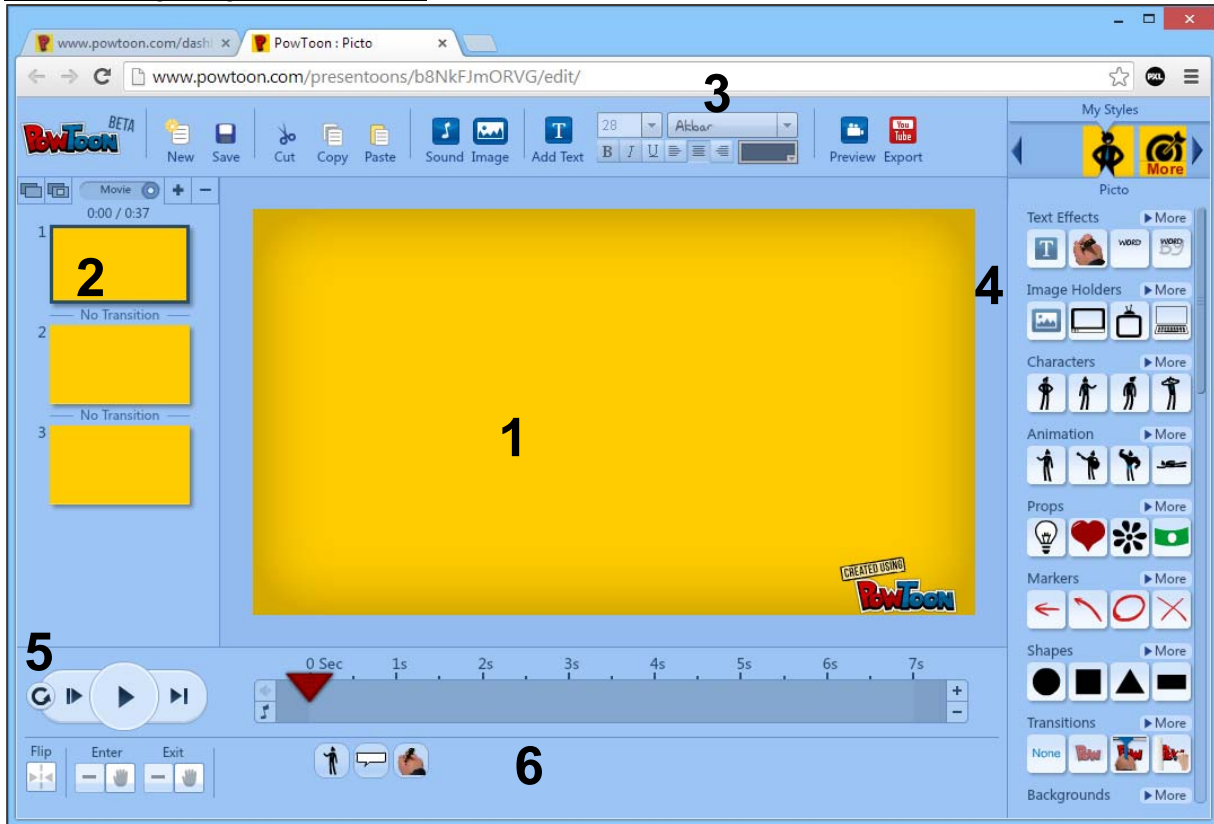 www.powtoon.com/dash
PowToon : Picto
www.powtoon.com/presentoons/b8NkFJmORVG/edit/
PXL
3
My Styles
PowToon BETA
New Save Cut Copy Paste Sound Image Add Text
28 Akbar
B I U
Preview Export
You Tube
More
Picto
Movie
0:00 / 0:37
1
2
No Transition
2
No Transition
3
1
4
Text Effects More
T WORD WORD
Image Holders More
Characters More
Animation More
Props More
Markers More
Shapes More
Transitions More
None
Backgrounds More
CREATED USING
PowToon
5
0 Sec 1s 2s 3s 4s 5s 6s 7s
Flip Enter Exit
6